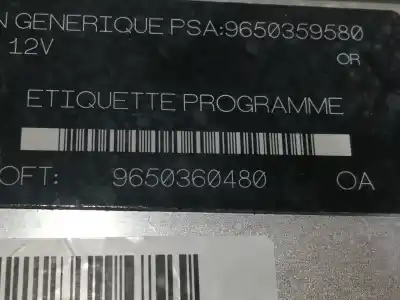 N GENERIQUE PSA:9650359580
12V OR
ETIQUETTE PROGRAMME
OFT: 9650360480 OA